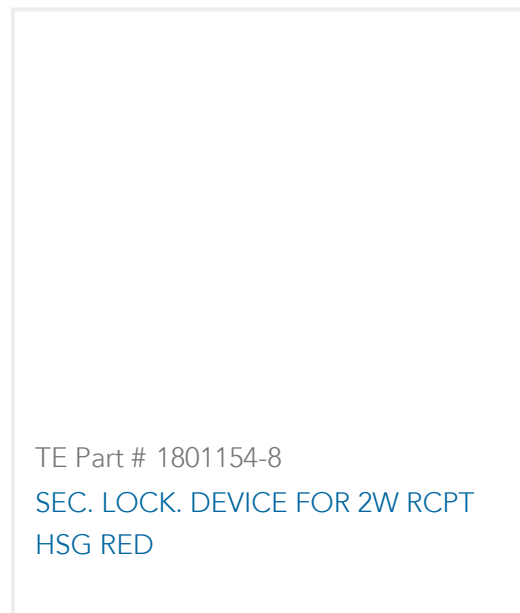 TE Part # 1801154-8
SEC. LOCK. DEVICE FOR 2W RCPT
HSG RED